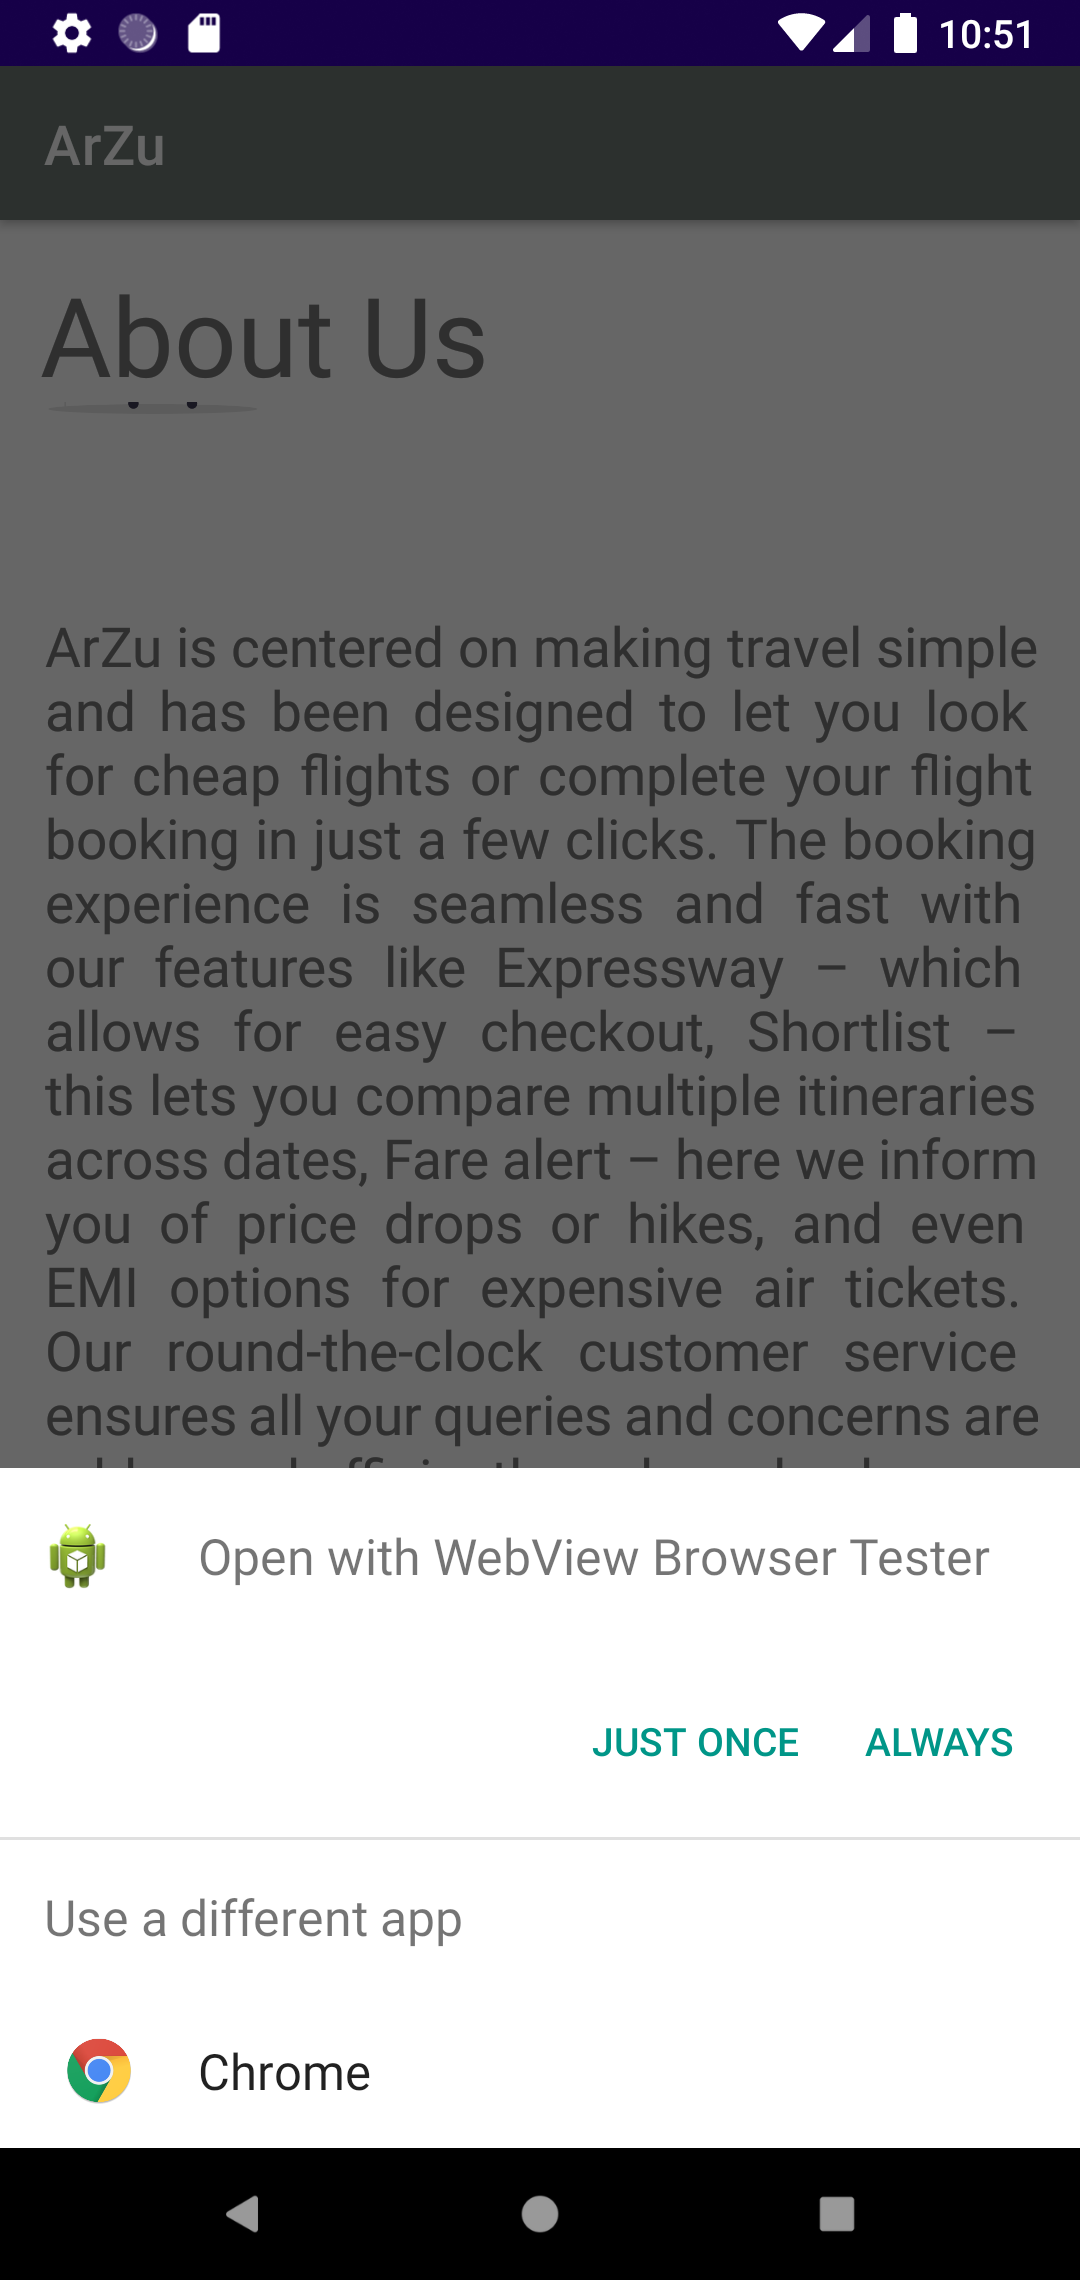 10:51
ArZu
About Us
ArZu is centered on making travel simple
and has been designed to let you look
for cheap flights or complete your flight
booking in just a few clicks. The booking
experience is seamless and fast with
our features like Expressway – which
allows for easy checkout, Shortlist –
this lets you compare multiple itineraries
across dates, Fare alert – here we inform
you of price drops or hikes, and even
EMI options for expensive air tickets.
Our round-the-clock customer service
ensures all your queries and concerns are
Open with WebView Browser Tester
JUST ONCE ALWAYS
Use a different app
Chrome